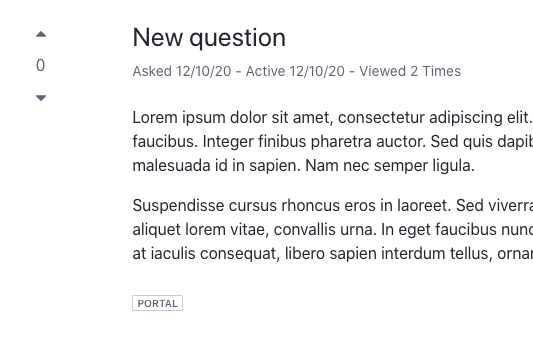 New question
0
Asked 12/10/20 - Active 12/10/20 - Viewed 2 Times
Lorem ipsum dolor sit amet, consectetur adipiscing elit.
faucibus. Integer finibus pharetra auctor. Sed quis dapib
malesuada id in sapien. Nam nec semper ligula.
Suspendisse cursus rhoncus eros in laoreet. Sed viverra
aliquet lorem vitae, convallis urna. In eget faucibus nunc
at iaculis consequat, libero sapien interdum tellus, ornar
PORTAL